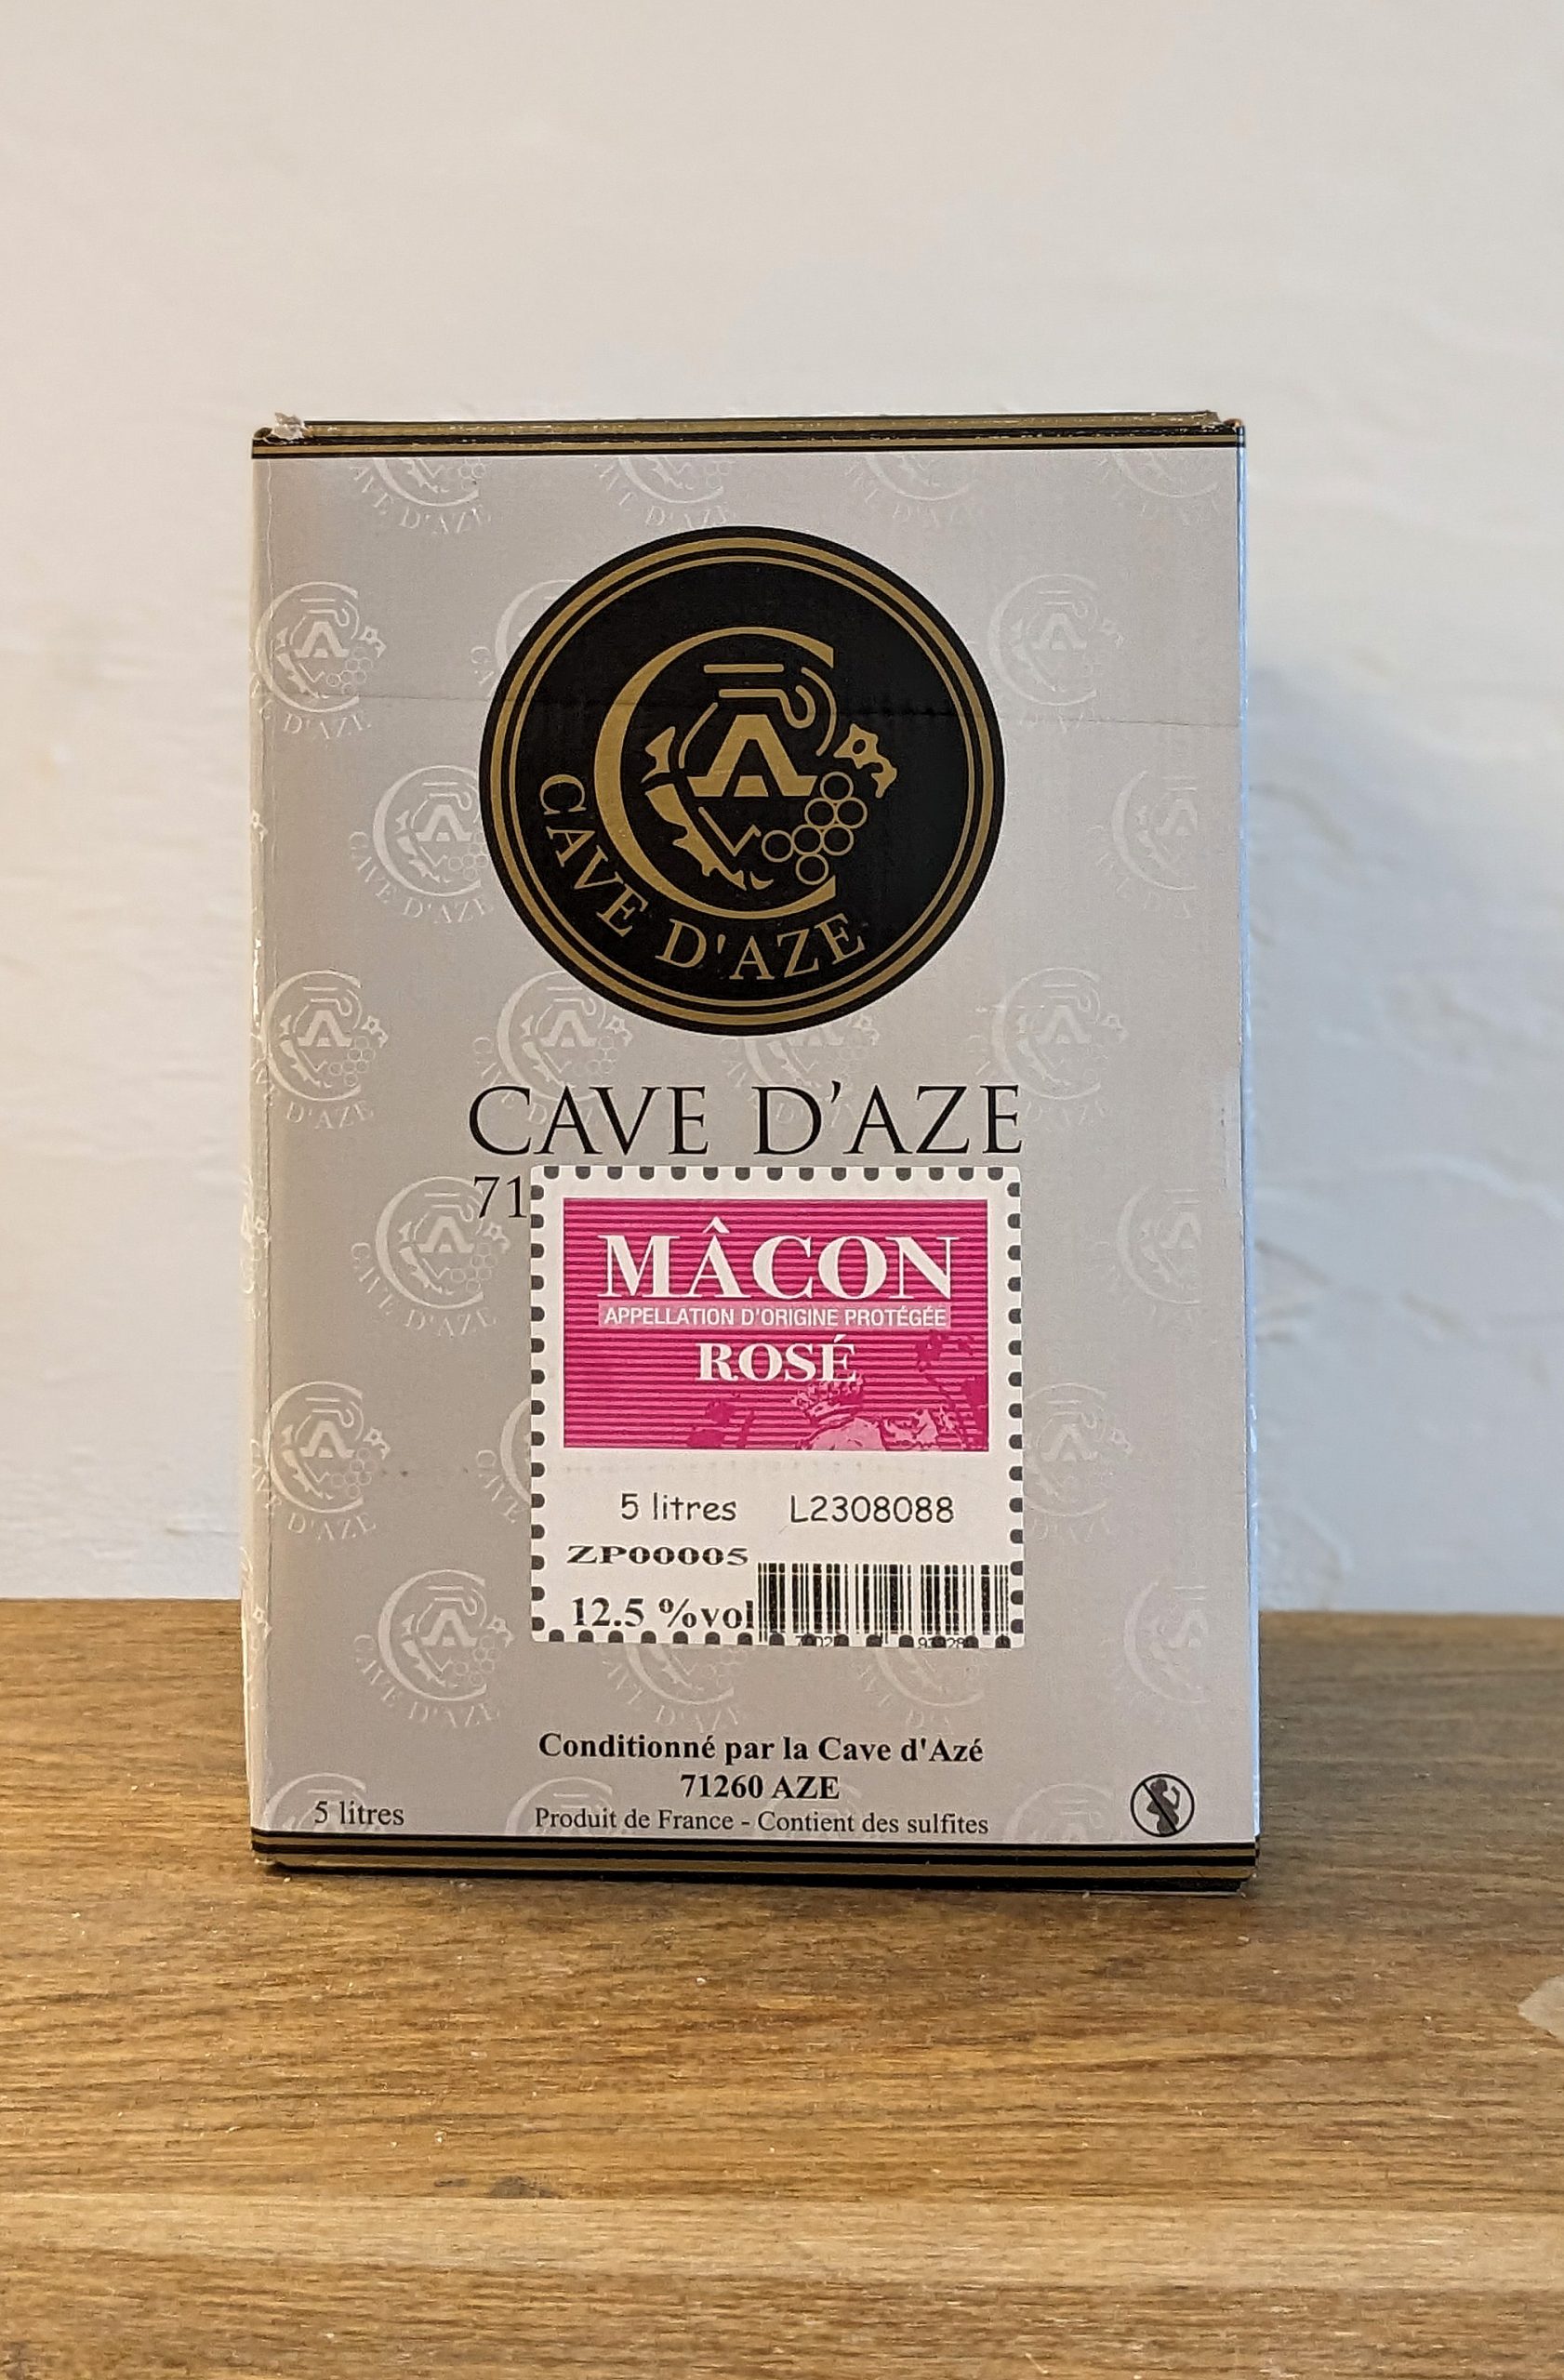 CAVE D'AZE
CAVE D'AZE
71
MÂCON
APPELLATION D'ORIGINE PROTÉGÉE
ROSÉ
5 litres L2308088
ZP00005
12.5 %vol
Conditionné par la Cave d'Azé
71260 AZE
5 litres
Produit de France - Contient des sulfites